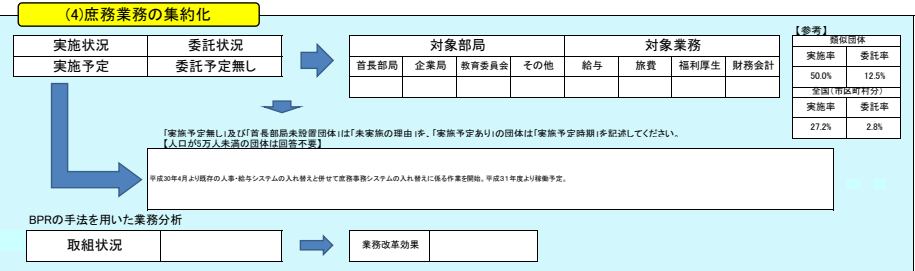 (4)庶務業務の集約化
実施状況 委託状況
実施予定 委託予定無し
対象部局 対象業務
首長部局 企業局 教育委員会 その他 給与 旅費 福利厚生 財務会計
【参考】
類似団体
実施率 委託率
50.0% 12.5%
全国(市区町村分)
実施率 委託率
27.2% 2.8%
「実施予定無し」及び「首長部局未設置団体」は「未実施の理由」を、「実施予定あり」の団体は「実施予定時期」を記述してください。
【人口が5万人未満の団体は回答不要】
平成30年4月より既存の人事・給与システムの入れ替えと併せて庶務事務システムの入れ替えに係る作業を開始。平成31年度より稼働予定。
BPRの手法を用いた業務分析
取組状況 業務改革効果